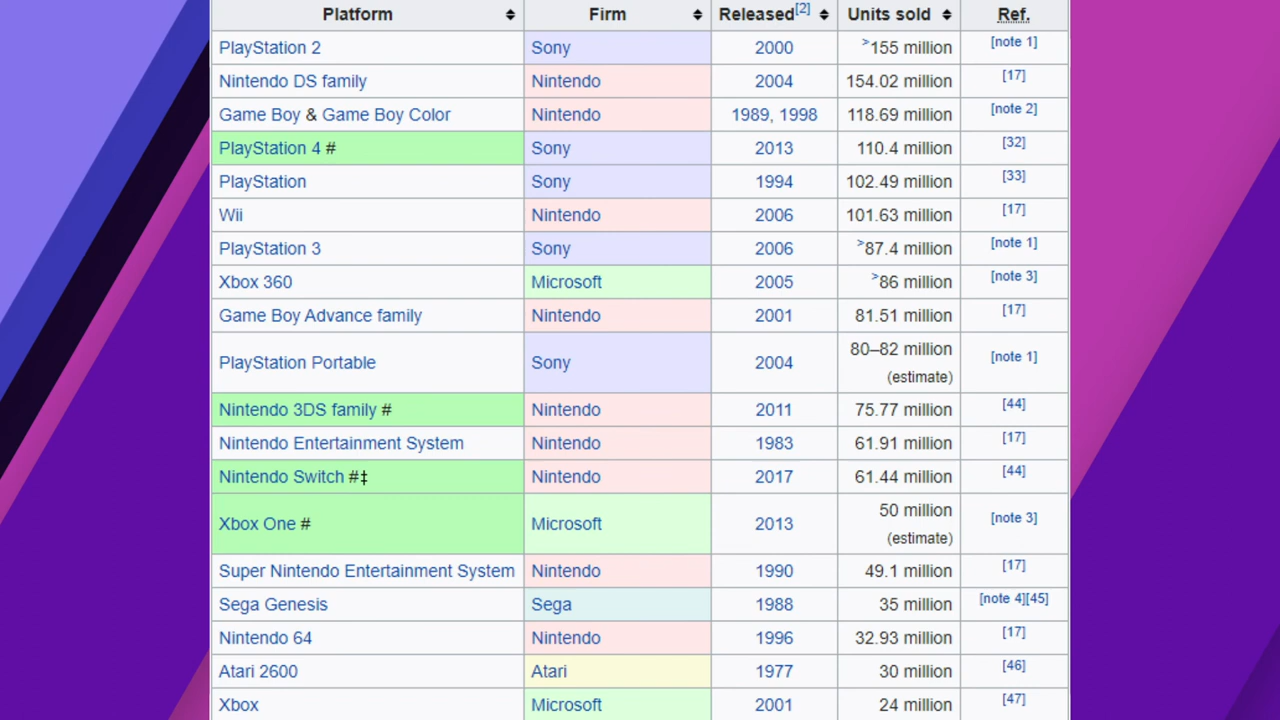 Platform Firm Released[2] Units sold Ref.
PlayStation 2 Sony 2000 >155 million [note 1]
Nintendo DS family Nintendo 2004 154.02 million [17]
Game Boy & Game Boy Color Nintendo 1989, 1998 118.69 million [note 2]
PlayStation 4 # Sony 2013 110.4 million [32]
PlayStation Sony 1994 102.49 million [33]
Wii Nintendo 2006 101.63 million [17]
PlayStation 3 Sony 2006 >87.4 million [note 1]
Xbox 360 Microsoft 2005 >86 million [note 3]
Game Boy Advance family Nintendo 2001 81.51 million [17]
PlayStation Portable Sony 2004 80–82 million (estimate) [note 1]
Nintendo 3DS family # Nintendo 2011 75.77 million [44]
Nintendo Entertainment System Nintendo 1983 61.91 million [17]
Nintendo Switch #‡ Nintendo 2017 61.44 million [44]
Xbox One # Microsoft 2013 50 million (estimate) [note 3]
Super Nintendo Entertainment System Nintendo 1990 49.1 million [17]
Sega Genesis Sega 1988 35 million [note 4][45]
Nintendo 64 Nintendo 1996 32.93 million [17]
Atari 2600 Atari 1977 30 million [46]
Xbox Microsoft 2001 24 million [47]